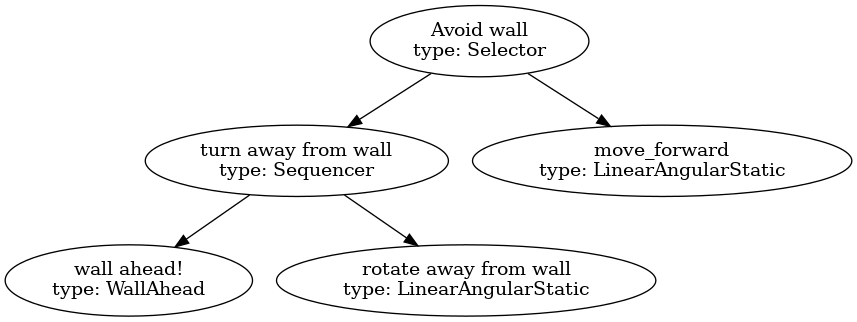 Avoid wall
type: Selector
turn away from wall
type: Sequencer
move_forward
type: LinearAngularStatic
wall ahead!
type: WallAhead
rotate away from wall
type: LinearAngularStatic